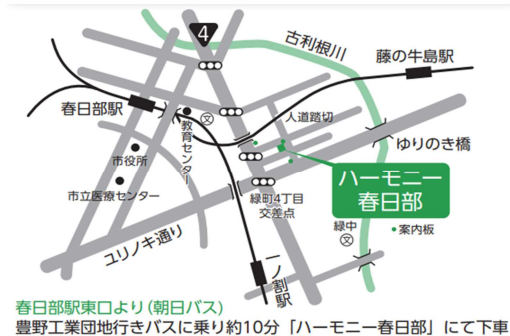 4
古利根川
藤の牛島駅
春日部駅
文
教育センター
人道踏切
ゆりのき橋
市役所
市立医療センター
ハーモニー
春日部
緑町4丁目
交差点
緑中
文
案内板
ユリノキ通り
一ノ割駅
春日部駅東口より（朝日バス）
豊野工業団地行きバスに乗り約10分「ハーモニー春日部」にて下車